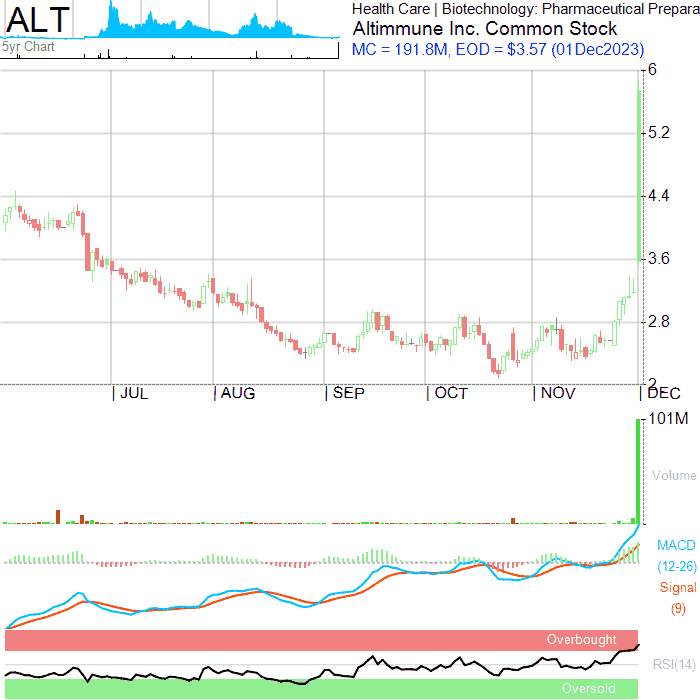 ALT
5yr Chart
Health Care | Biotechnology: Pharmaceutical Prepara
Altimmune Inc. Common Stock
MC = 191.8M, EOD = $3.57 (01Dec2023)
6
5.2
4.4
3.6
2.8
2
| JUL | AUG | SEP | OCT | NOV | DEC
101M
Volume
MACD
(12-26)
Signal
(9)
Overbought
RSI(14)
Oversold